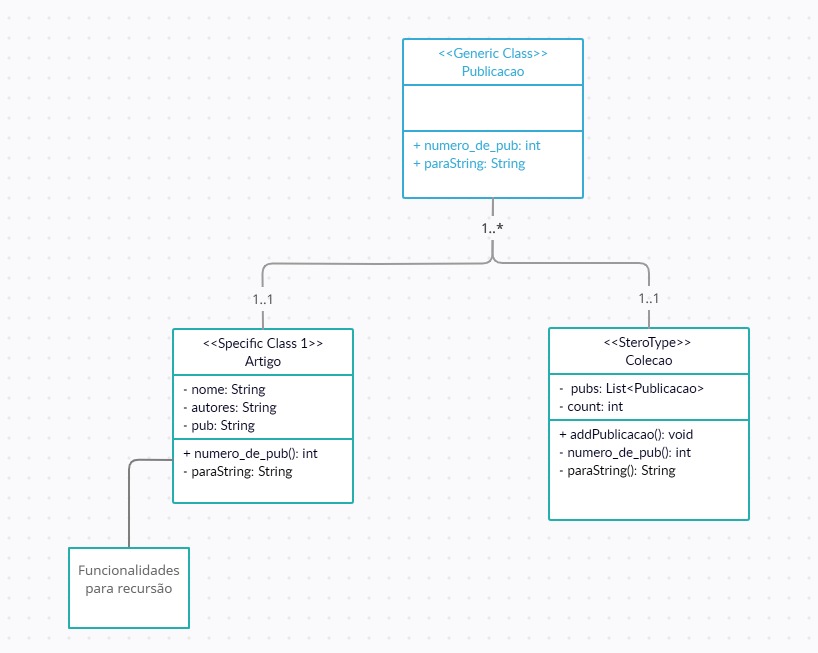 <<Generic Class>>
Publicacao
+ numero_de_pub: int
+ paraString: String
1..*
1..1
1..1
<<Specific Class 1>>
Artigo
- nome: String
- autores: String
- pub: String
+ numero_de_pub(): int
- paraString: String
<<SteroType>>
Colecao
- pubs: List<Publicacao>
- count: int
+ addPublicacao(): void
- numero_de_pub(): int
- paraString(): String
Funcionalidades
para recursão